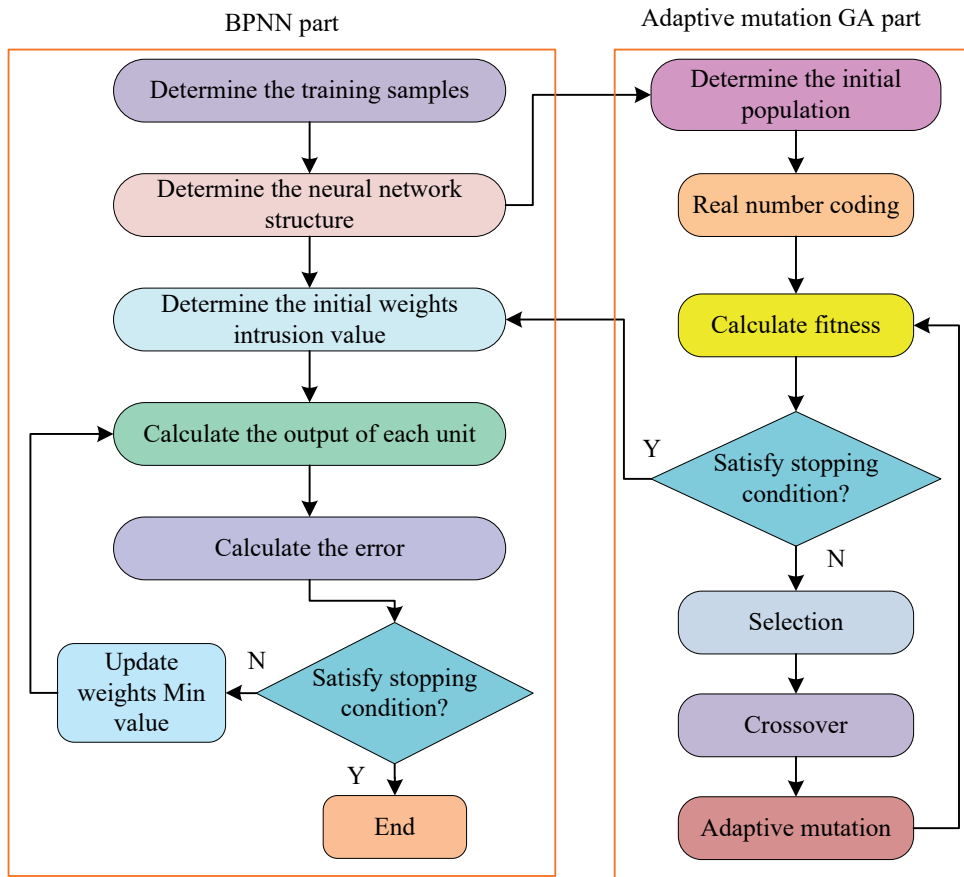 BPNN part
Determine the training samples
Determine the neural network
structure
Determine the initial weights
intrusion value
Calculate the output of each unit
Calculate the error
Satisfy stopping
condition?
N
Update
weights Min
value
Y
End
Adaptive mutation GA part
Determine the initial
population
Real number coding
Calculate fitness
Satisfy stopping
condition?
Y
N
Selection
Crossover
Adaptive mutation